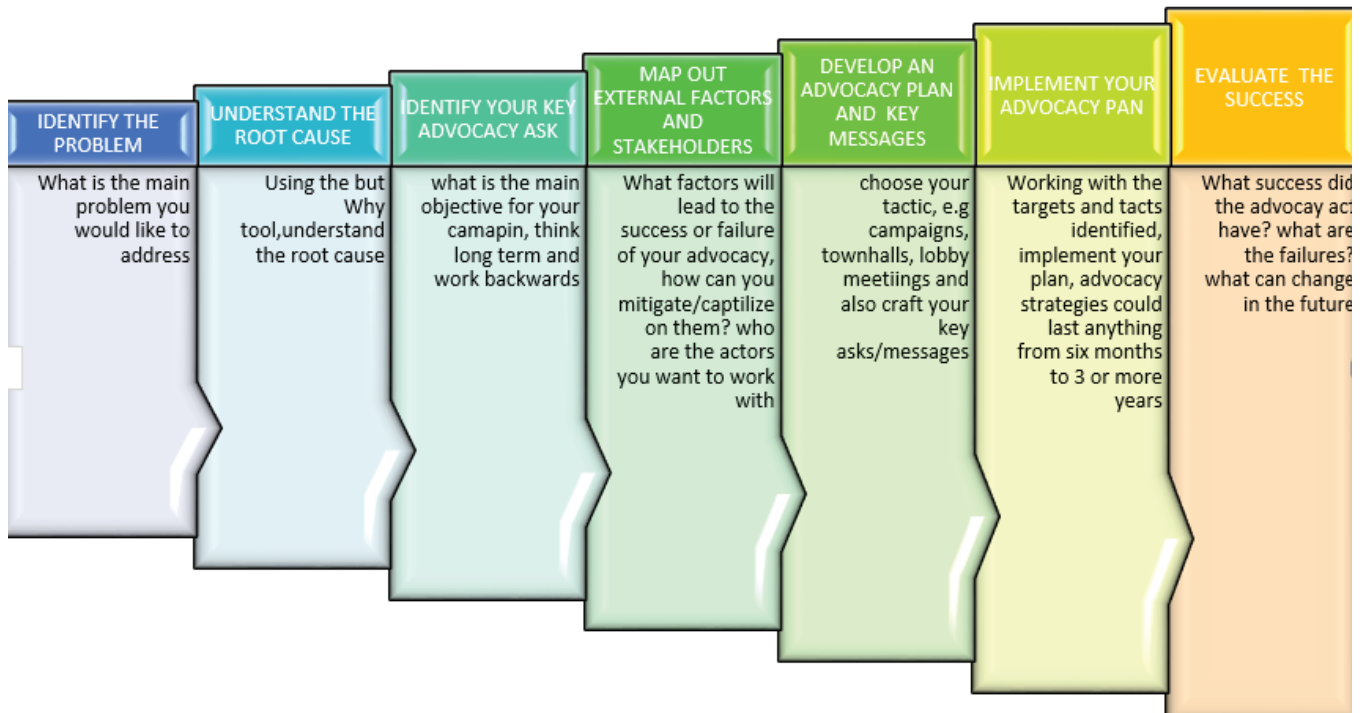 IDENTIFY THE
PROBLEM
What is the main
problem you
would like to
address
UNDERSTAND THE
ROOT CAUSE
Using the but
Why
tool,understand
the root cause
IDENTIFY YOUR KEY
ADVOCACY ASK
what is the main
objective for your
camapin, think
long term and
work backwards
MAP OUT
EXTERNAL FACTORS
AND
STAKEHOLDERS
What factors will
lead to the
success or failure
of your advocacy,
how can you
mitigate/captilize
on them? who
are the actors
you want to work
with
DEVELOP AN
ADVOCACY PLAN
AND KEY
MESSAGES
choose your
tactic, e.g
campaigns,
townhalls, lobby
meetiings and
also craft your
key
asks/messages
IMPLEMENT YOUR
ADVOCACY PAN
Working with the
targets and tacts
identified,
implement your
plan, advocacy
strategies could
last anything
from six months
to 3 or more
years
EVALUATE THE
SUCCESS
What success did
the advocay act
have? what are
the failures?
what can change
in the future